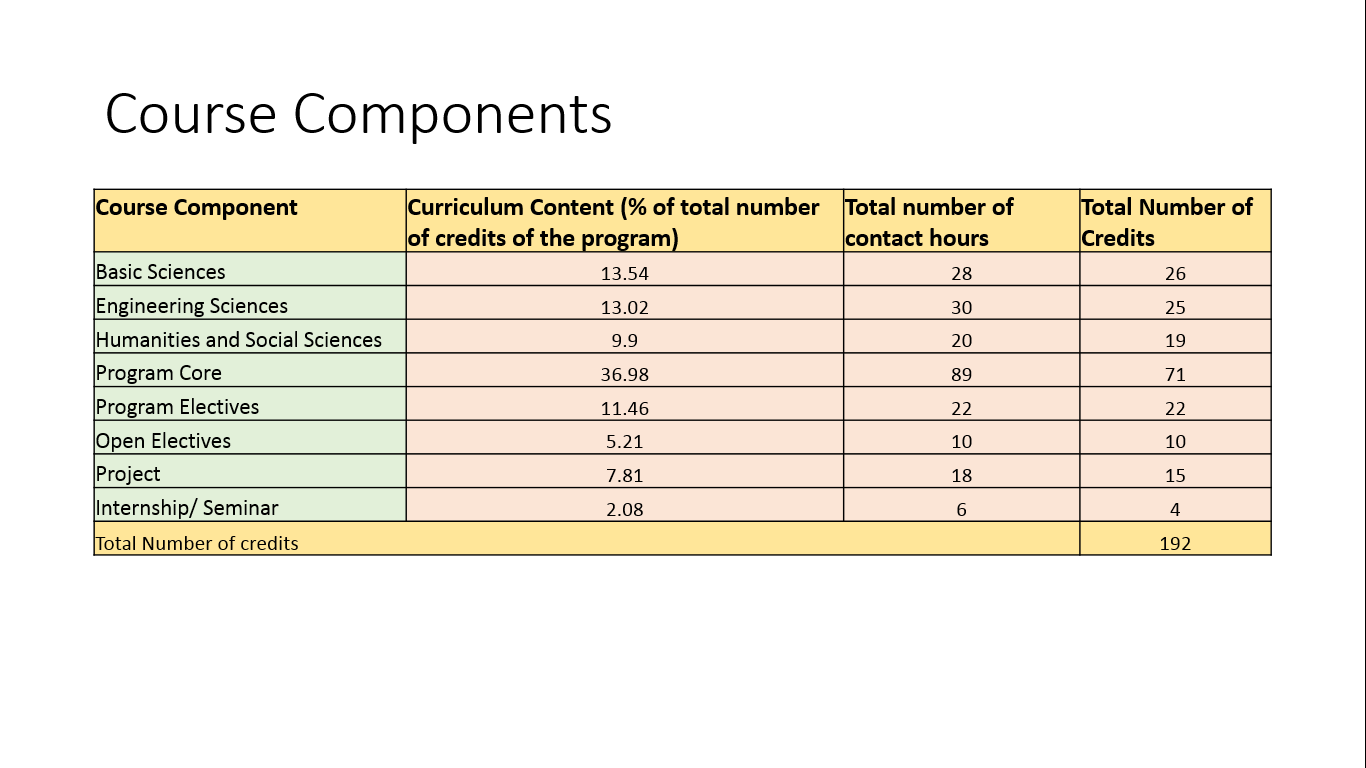 Course Components
Course Component Curriculum Content (% of total number of credits of the program) Total number of contact hours Total Number of Credits
Basic Sciences 13.54 28 26
Engineering Sciences 13.02 30 25
Humanities and Social Sciences 9.9 20 19
Program Core 36.98 89 71
Program Electives 11.46 22 22
Open Electives 5.21 10 10
Project 7.81 18 15
Internship/ Seminar 2.08 6 4
Total Number of credits 192